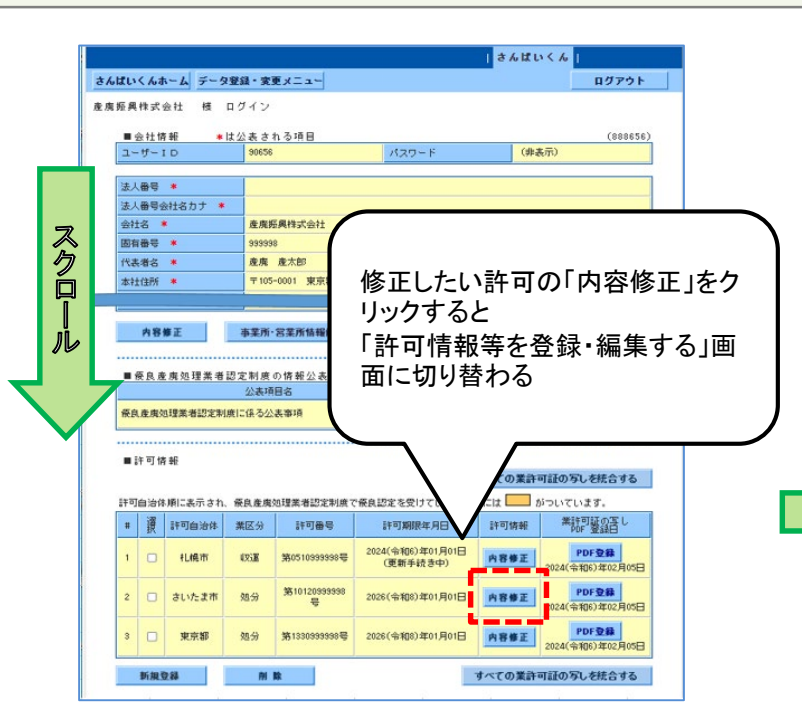 | さんぱいくん |
さんぱいくんホーム データ登録・変更メニュー ログアウト
産廃振興株式会社 様 ログイン
■会社情報 *は公表される項目 (888656)
ユーザーID 90656 パスワード (非表示)
法人番号 *
法人番号会社名カナ *
会社名 * 産廃振興株式会社
固有番号 * 999998
代表者名 * 産廃 産太郎
本社住所 * 〒105-0001 東京
スクロール
修正したい許可の「内容修正」をク
リックすると
「許可情報等を登録・編集する」画
面に切り替わる
内容修正 事業所・営業所情報
■優良産廃処理業者認定制度の情報公表
公表項目名
優良産廃処理業者認定制度に係る公表事項
■許可情報
ての業許可証の写しを統合する
許可自治体順に表示され、優良産廃処理業者認定制度で優良認定を受けて には がついています。
# 選択 許可自治体 業区分 許可番号 許可期限年月日 許可情報 業許可証の写し
PDF 登録日
1 札幌市 収運 第0510999998号 2024(令和6)年01月01日
(更新手続き中) 内容修正 PDF登録
2024(令和6)年02月05日
2 さいたま市 処分 第10120999998
号 2026(令和8)年01月01日 内容修正 PDF登録
2024(令和6)年02月05日
3 東京都 処分 第1330999998号 2026(令和8)年01月01日 内容修正 PDF登録
2024(令和6)年02月05日
新規登録 削除 すべての業許可証の写しを統合する